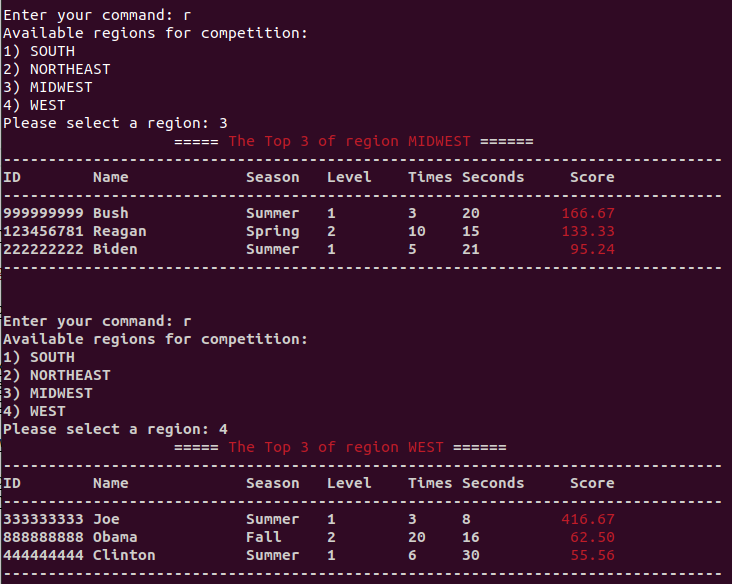 Enter your command: r
Available regions for competition:
1) SOUTH
2) NORTHEAST
3) MIDWEST
4) WEST
Please select a region: 3
===== The Top 3 of region MIDWEST ======
--------------------------------------------------------------------------------
ID        Name             Season   Level    Times Seconds     Score
--------------------------------------------------------------------------------
999999999 Bush             Summer   1        3     20         166.67
123456781 Reagan           Spring   2        10    15         133.33
222222222 Biden            Summer   1        5     21          95.24
--------------------------------------------------------------------------------
Enter your command: r
Available regions for competition:
1) SOUTH
2) NORTHEAST
3) MIDWEST
4) WEST
Please select a region: 4
===== The Top 3 of region WEST ======
--------------------------------------------------------------------------------
ID        Name             Season   Level    Times Seconds     Score
--------------------------------------------------------------------------------
333333333 Joe              Summer   1        3     8          416.67
888888888 Obama            Fall     2        20    16          62.50
444444444 Clinton          Summer   1        6     30          55.56
--------------------------------------------------------------------------------